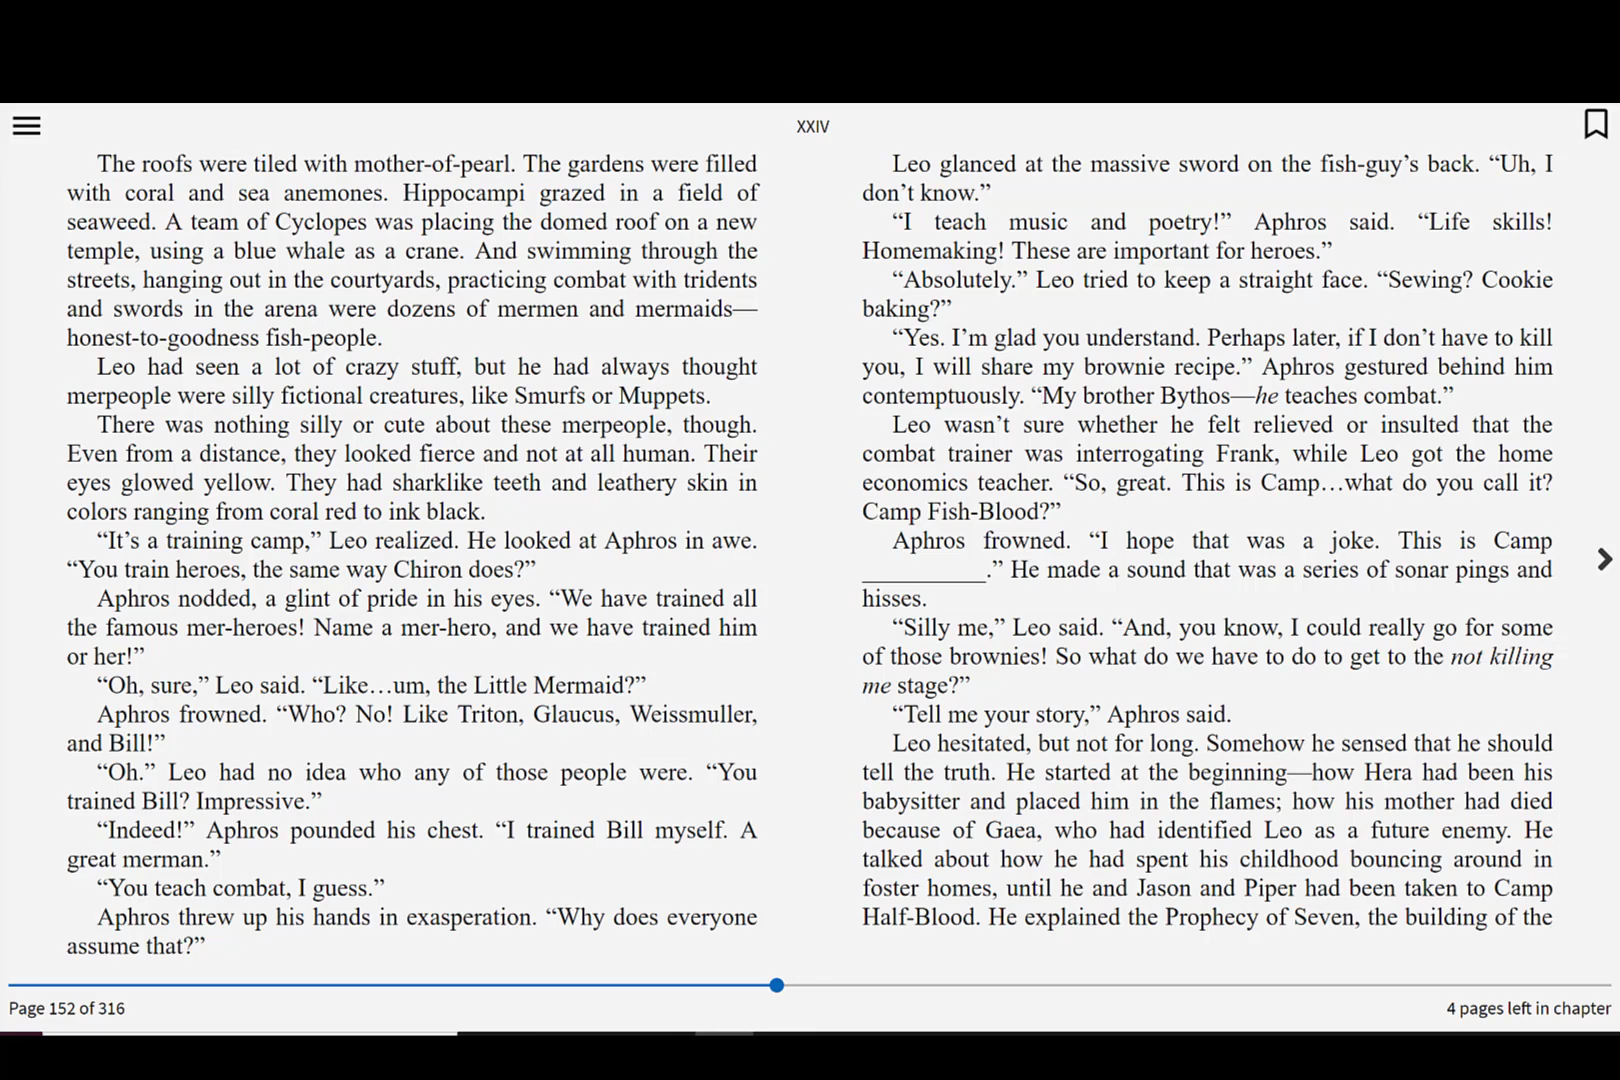 XXIV
The roofs were tiled with mother-of-pearl. The gardens were filled
with coral and sea anemones. Hippocampi grazed in a field of
seaweed. A team of Cyclopes was placing the domed roof on a new
temple, using a blue whale as a crane. And swimming through the
streets, hanging out in the courtyards, practicing combat with tridents
and swords in the arena were dozens of mermen and mermaids—
honest-to-goodness fish-people.
Leo had seen a lot of crazy stuff, but he had always thought
merpeople were silly fictional creatures, like Smurfs or Muppets.
There was nothing silly or cute about these merpeople, though.
Even from a distance, they looked fierce and not at all human. Their
eyes glowed yellow. They had sharklike teeth and leathery skin in
colors ranging from coral red to ink black.
“It’s a training camp,” Leo realized. He looked at Aphros in awe.
“You train heroes, the same way Chiron does?”
Aphros nodded, a glint of pride in his eyes. “We have trained all
the famous mer-heroes! Name a mer-hero, and we have trained him
or her!”
“Oh, sure,” Leo said. “Like…um, the Little Mermaid?”
Aphros frowned. “Who? No! Like Triton, Glaucus, Weissmuller,
and Bill!”
“Oh.” Leo had no idea who any of those people were. “You
trained Bill? Impressive.”
“Indeed!” Aphros pounded his chest. “I trained Bill myself. A
great merman.”
“You teach combat, I guess.”
Aphros threw up his hands in exasperation. “Why does everyone
assume that?”
Leo glanced at the massive sword on the fish-guy’s back. “Uh, I
don’t know.”
“I teach music and poetry!” Aphros said. “Life skills!
Homemaking! These are important for heroes.”
“Absolutely.” Leo tried to keep a straight face. “Sewing? Cookie
baking?”
“Yes. I’m glad you understand. Perhaps later, if I don’t have to kill
you, I will share my brownie recipe.” Aphros gestured behind him
contemptuously. “My brother Bythos—he teaches combat.”
Leo wasn’t sure whether he felt relieved or insulted that the
combat trainer was interrogating Frank, while Leo got the home
economics teacher. “So, great. This is Camp…what do you call it?
Camp Fish-Blood?”
Aphros frowned. “I hope that was a joke. This is Camp
__________.” He made a sound that was a series of sonar pings and
hisses.
“Silly me,” Leo said. “And, you know, I could really go for some
of those brownies! So what do we have to do to get to the not killing
me stage?”
“Tell me your story,” Aphros said.
Leo hesitated, but not for long. Somehow he sensed that he should
tell the truth. He started at the beginning—how Hera had been his
babysitter and placed him in the flames; how his mother had died
because of Gaea, who had identified Leo as a future enemy. He
talked about how he had spent his childhood bouncing around in
foster homes, until he and Jason and Piper had been taken to Camp
Half-Blood. He explained the Prophecy of Seven, the building of the
Page 152 of 316
4 pages left in chapter